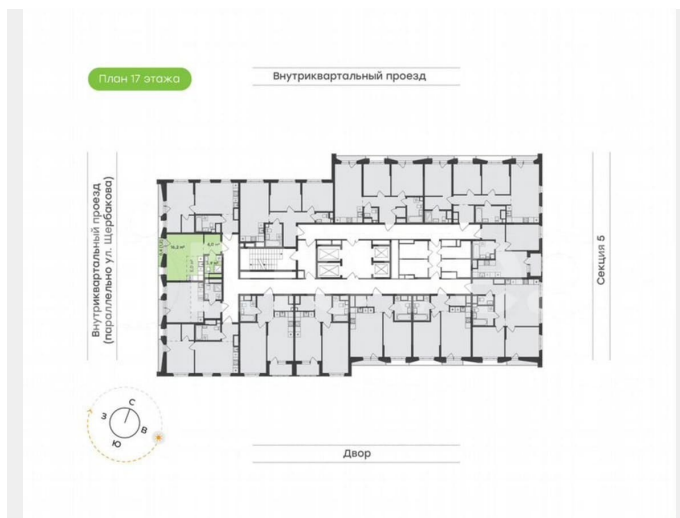 План 17 этажа
Внутриквартальный проезд
Внутриквартальный проезд
(параллельно ул. Щербакова)
Секция 5
С
З
В
Ю
Двор